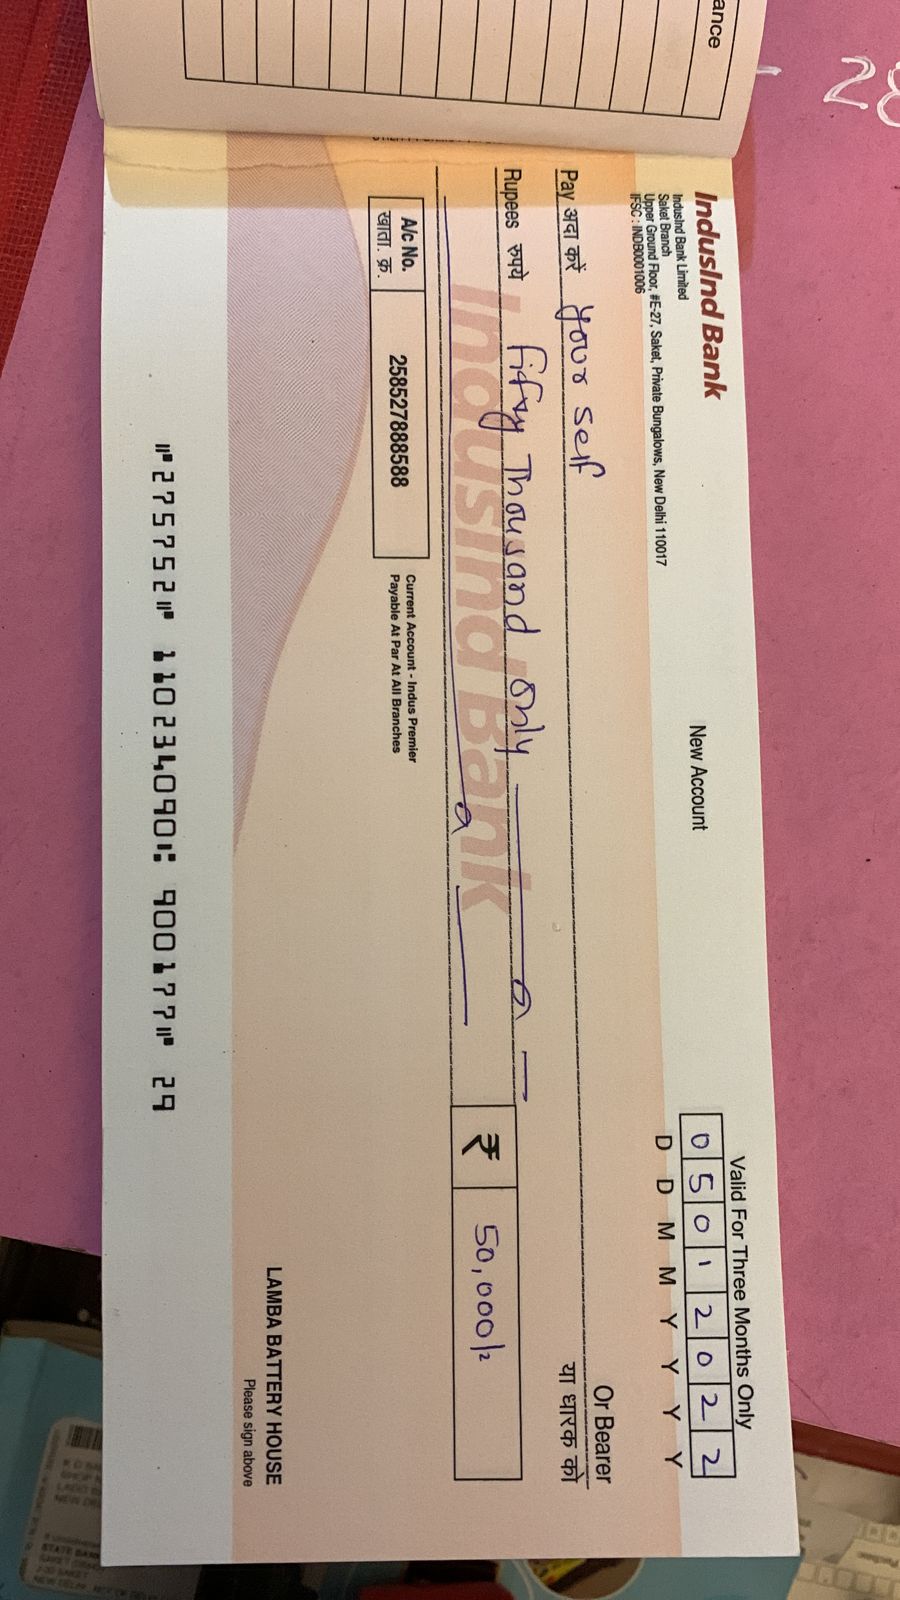 28
ance
IndusInd Bank
IndusInd Bank Limited
Saket Branch
Upper Ground Floor, #E-27, Saket, Private Bungalows, New Delhi 110017
IFSC : INDB0001006
New Account
Valid For Three Months Only
0 5 0 1 2 0 2 2
D D M M Y Y Y Y
Pay अदा करें your self
Or Bearer
या धारक को
Rupees रुपये fifty Thousand only
IndusInd Bank
₹ 50,000/-
A/c No.
खाता. क्र.
258527888588
Current Account - Indus Premier
Payable At Par At All Branches
LAMBA BATTERY HOUSE
Please sign above
⑈275752⑈ 110234090⑆ 900177⑈ 29